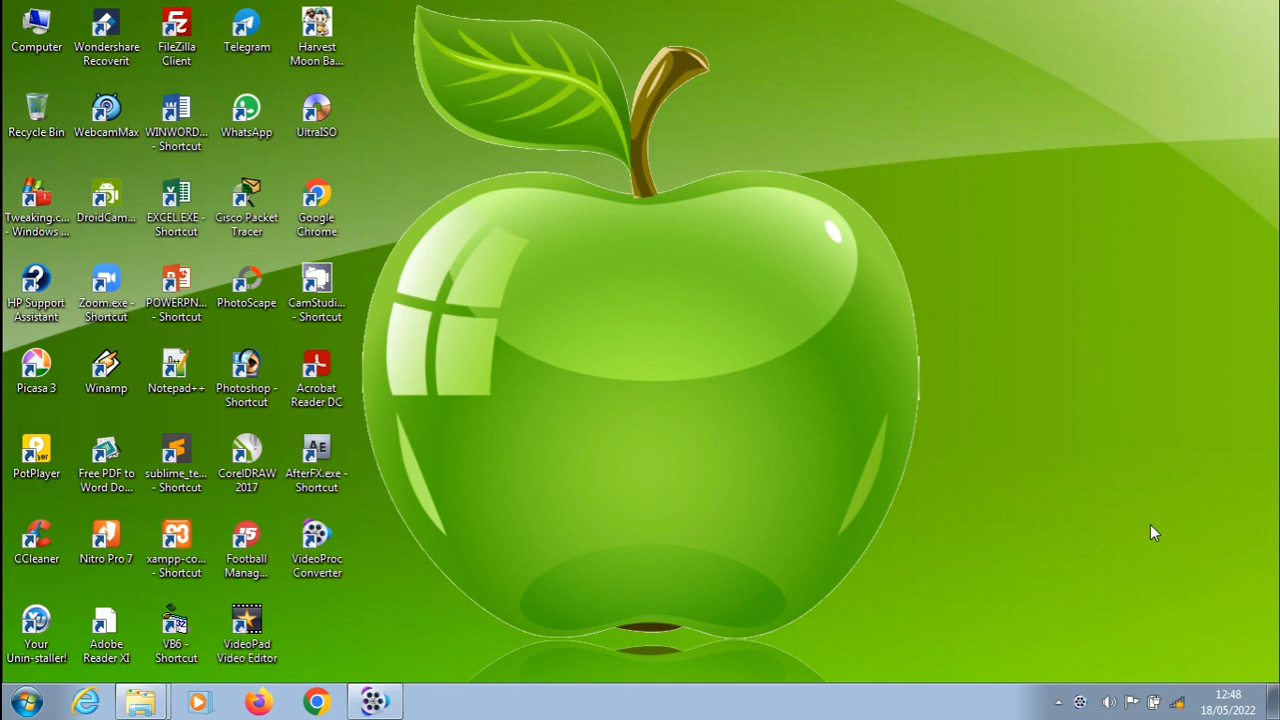 Computer
Wondershare
Recoverit
FileZilla
Client
Telegram
Harvest
Moon Ba...
Recycle Bin
WebcamMax
WINWORD...
- Shortcut
WhatsApp
UltraISO
Tweaking.c...
- Windows ...
DroidCam...
EXCEL.EXE -
Shortcut
Cisco Packet
Tracer
Google
Chrome
HP Support
Assistant
Zoom.exe -
Shortcut
POWERPN...
- Shortcut
PhotoScape
CamStudi...
- Shortcut
Picasa 3
Winamp
Notepad++
Photoshop -
Shortcut
Acrobat
Reader DC
PotPlayer
Free PDF to
Word Do...
sublime_te...
- Shortcut
CorelDRAW
2017
AfterFX.exe -
Shortcut
CCleaner
Nitro Pro 7
xampp-co...
- Shortcut
Football
Manag...
VideoProc
Converter
Your
Unin-staller!
Adobe
Reader XI
VB6 -
Shortcut
VideoPad
Video Editor
12:48
18/05/2022